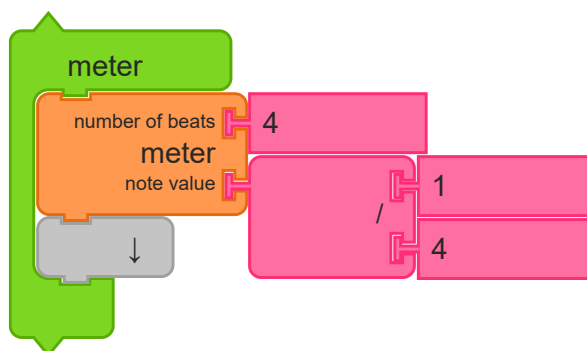 meter
number of beats 4
meter
note value 1
/
4
↓